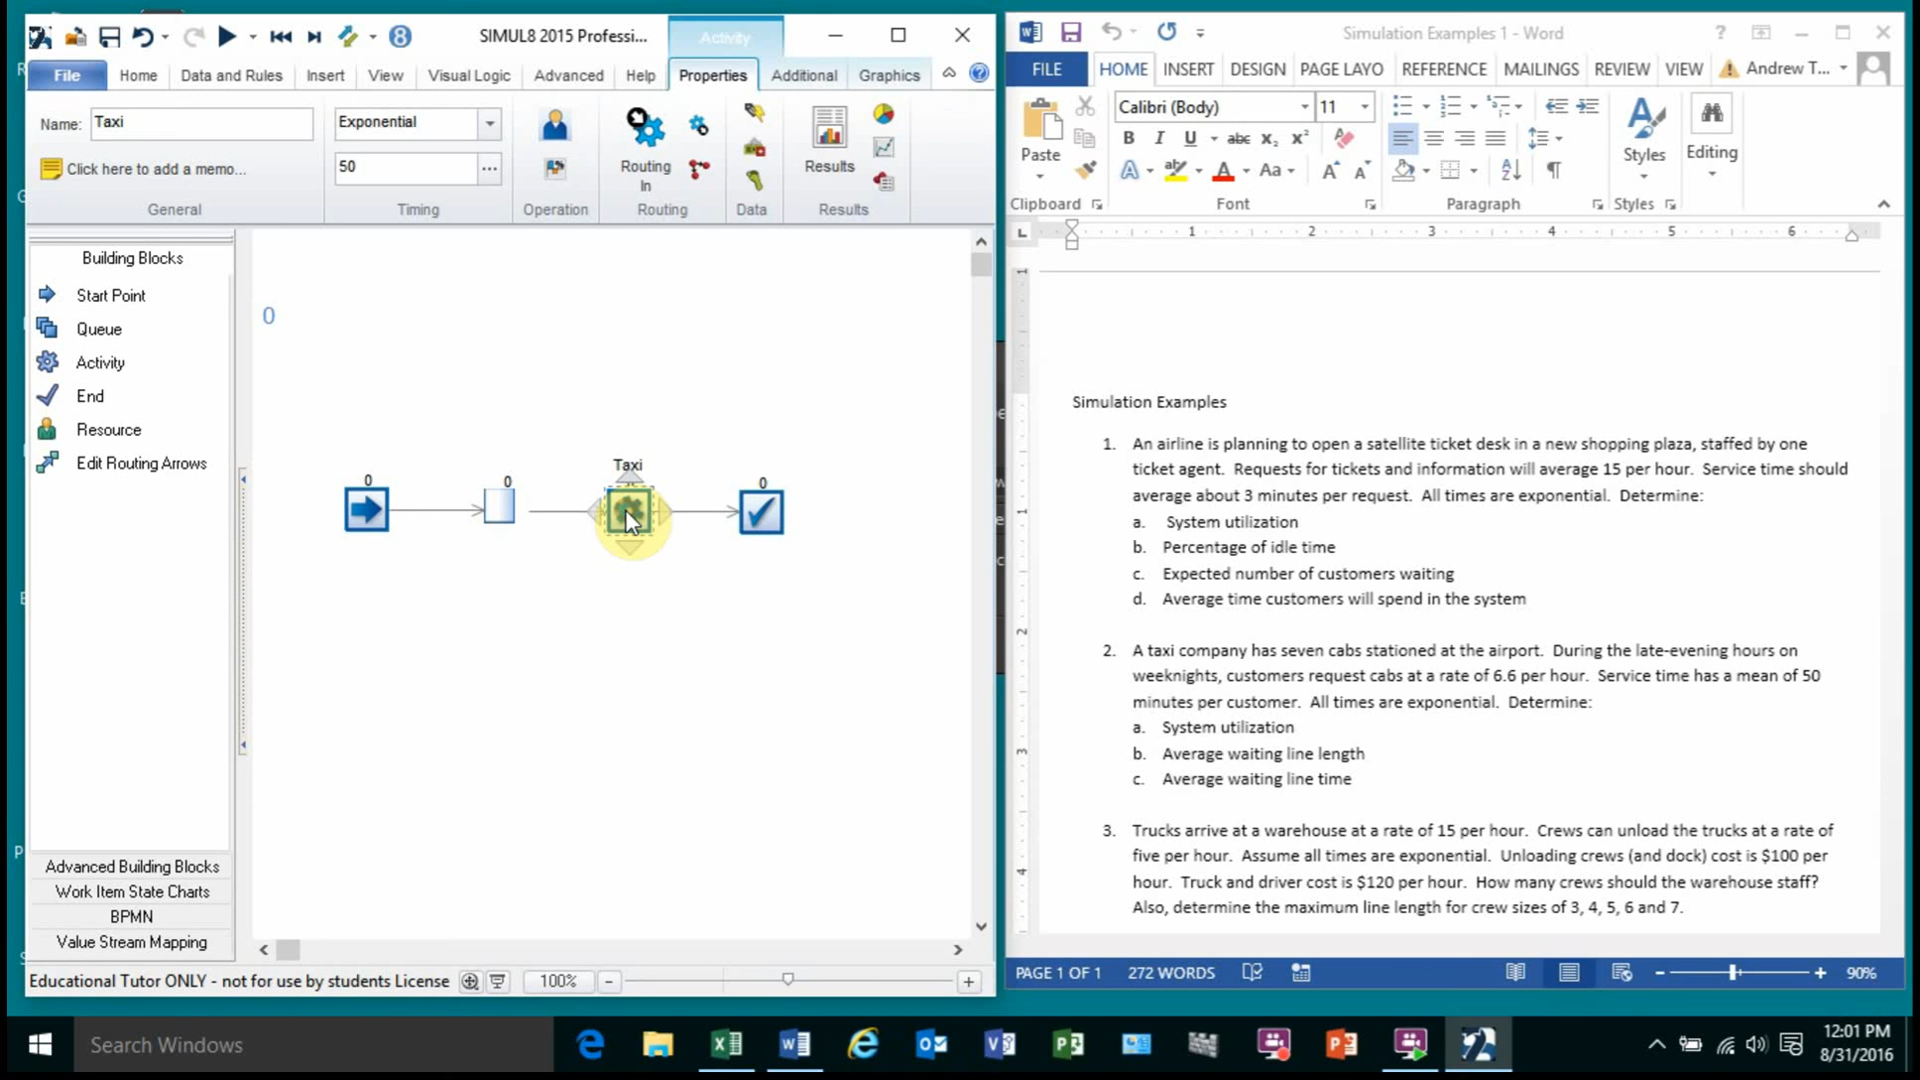 SIMUL8 2015 Professi...
Activity
File
Home
Data and Rules
Insert
View
Visual Logic
Advanced
Help
Properties
Additional
Graphics
Name:
Taxi
Click here to add a memo...
General
Exponential
50
Timing
Operation
Routing
In
Routing
Data
Results
Results
Building Blocks
Start Point
Queue
Activity
End
Resource
Edit Routing Arrows
Advanced Building Blocks
Work Item State Charts
BPMN
Value Stream Mapping
0
0
0
Taxi
0
Educational Tutor ONLY - not for use by students License
100%
Simulation Examples 1 - Word
FILE
HOME
INSERT
DESIGN
PAGE LAYO
REFERENCE
MAILINGS
REVIEW
VIEW
Andrew T...
Paste
Clipboard
Calibri (Body)
11
Font
Paragraph
Styles
Styles
Editing
1 2 3 4 5 6
Simulation Examples
1. An airline is planning to open a satellite ticket desk in a new shopping plaza, staffed by one
ticket agent. Requests for tickets and information will average 15 per hour. Service time should
average about 3 minutes per request. All times are exponential. Determine:
a. System utilization
b. Percentage of idle time
c. Expected number of customers waiting
d. Average time customers will spend in the system
2. A taxi company has seven cabs stationed at the airport. During the late-evening hours on
weeknights, customers request cabs at a rate of 6.6 per hour. Service time has a mean of 50
minutes per customer. All times are exponential. Determine:
a. System utilization
b. Average waiting line length
c. Average waiting line time
3. Trucks arrive at a warehouse at a rate of 15 per hour. Crews can unload the trucks at a rate of
five per hour. Assume all times are exponential. Unloading crews (and dock) cost is $100 per
hour. Truck and driver cost is $120 per hour. How many crews should the warehouse staff?
Also, determine the maximum line length for crew sizes of 3, 4, 5, 6 and 7.
PAGE 1 OF 1
272 WORDS
90%
Search Windows
12:01 PM
8/31/2016